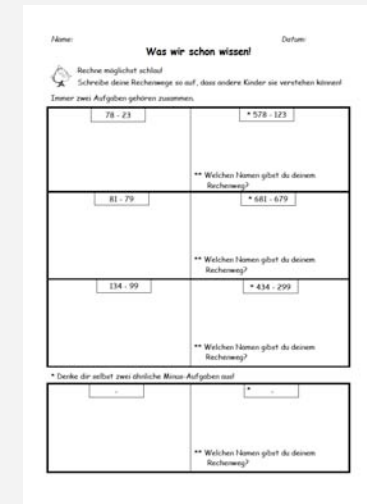 Name: Datum:
Was wir schon wissen!
Rechne möglichst schlau!
Schreibe deine Rechenwege so auf, dass andere Kinder sie verstehen können!
Immer zwei Aufgaben gehören zusammen.
78 - 23 * 578 - 123
** Welchen Namen gibst du deinem
Rechenweg?
81 - 79 * 681 - 679
** Welchen Namen gibst du deinem
Rechenweg?
134 - 99 * 434 - 299
** Welchen Namen gibst du deinem
Rechenweg?
* Denke dir selbst zwei ähnliche Minus-Aufgaben aus!
- * -
** Welchen Namen gibst du deinem
Rechenweg?